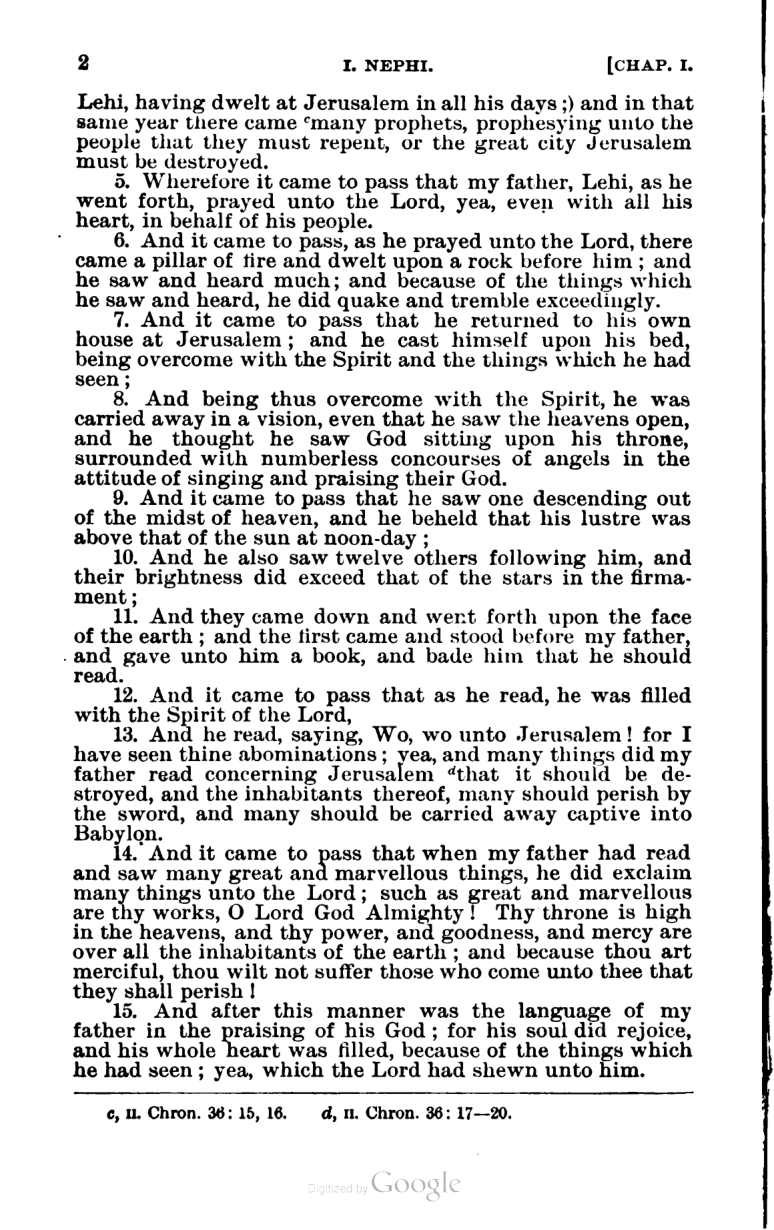 2 I. NEPHI. [CHAP. I.
Lehi, having dwelt at Jerusalem in all his days ;) and in that
same year there came ᶜmany prophets, prophesying unto the
people that they must repent, or the great city Jerusalem
must be destroyed.
5. Wherefore it came to pass that my father, Lehi, as he
went forth, prayed unto the Lord, yea, even with all his
heart, in behalf of his people.
6. And it came to pass, as he prayed unto the Lord, there
came a pillar of fire and dwelt upon a rock before him ; and
he saw and heard much; and because of the things which
he saw and heard, he did quake and tremble exceedingly.
7. And it came to pass that he returned to his own
house at Jerusalem ; and he cast himself upon his bed,
being overcome with the Spirit and the things which he had
seen ;
8. And being thus overcome with the Spirit, he was
carried away in a vision, even that he saw the heavens open,
and he thought he saw God sitting upon his throne,
surrounded with numberless concourses of angels in the
attitude of singing and praising their God.
9. And it came to pass that he saw one descending out
of the midst of heaven, and he beheld that his lustre was
above that of the sun at noon-day ;
10. And he also saw twelve others following him, and
their brightness did exceed that of the stars in the firma-
ment ;
11. And they came down and went forth upon the face
of the earth ; and the first came and stood before my father,
and gave unto him a book, and bade him that he should
read.
12. And it came to pass that as he read, he was filled
with the Spirit of the Lord,
13. And he read, saying, Wo, wo unto Jerusalem ! for I
have seen thine abominations ; yea, and many things did my
father read concerning Jerusalem ᵈthat it should be de-
stroyed, and the inhabitants thereof, many should perish by
the sword, and many should be carried away captive into
Babylon.
14. And it came to pass that when my father had read
and saw many great and marvellous things, he did exclaim
many things unto the Lord ; such as great and marvellous
are thy works, O Lord God Almighty ! Thy throne is high
in the heavens, and thy power, and goodness, and mercy are
over all the inhabitants of the earth ; and because thou art
merciful, thou wilt not suffer those who come unto thee that
they shall perish !
15. And after this manner was the language of my
father in the praising of his God ; for his soul did rejoice,
and his whole heart was filled, because of the things which
he had seen ; yea, which the Lord had shewn unto him.
c, II. Chron. 36: 15, 16. d, II. Chron. 36: 17—20.
Digitized by Google